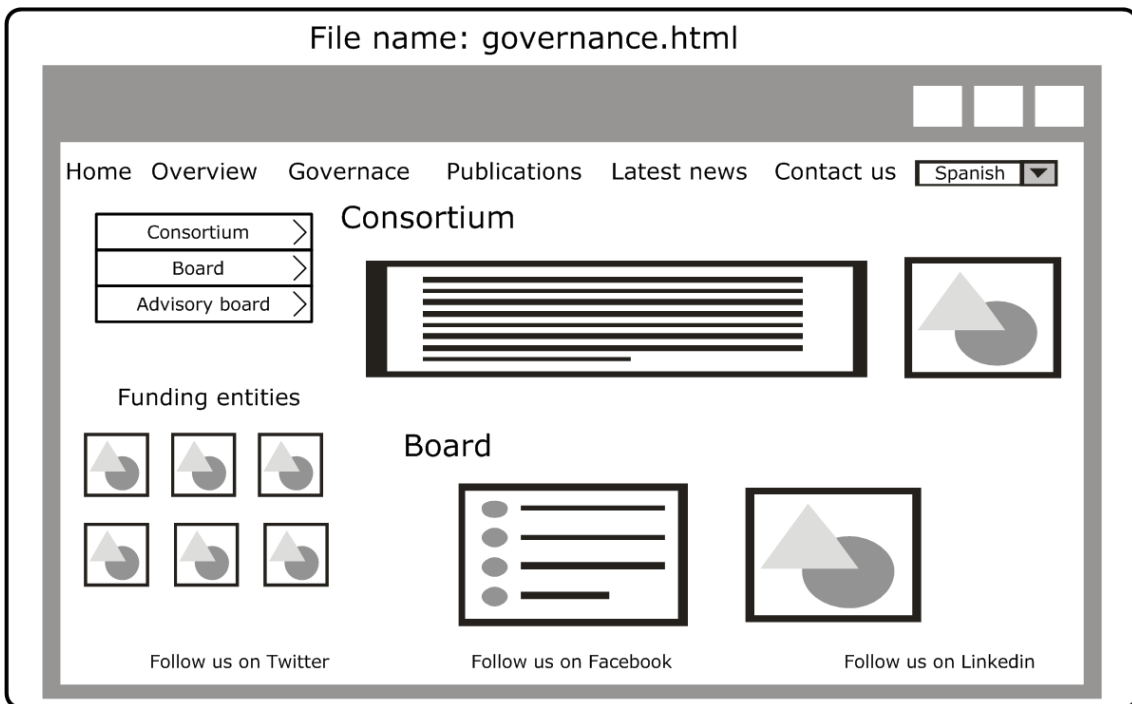 File name: governance.html
Home Overview Governace Publications Latest news Contact us Spanish
Consortium
Board
Advisory board
Consortium
Funding entities
Board
Follow us on Twitter Follow us on Facebook Follow us on Linkedin